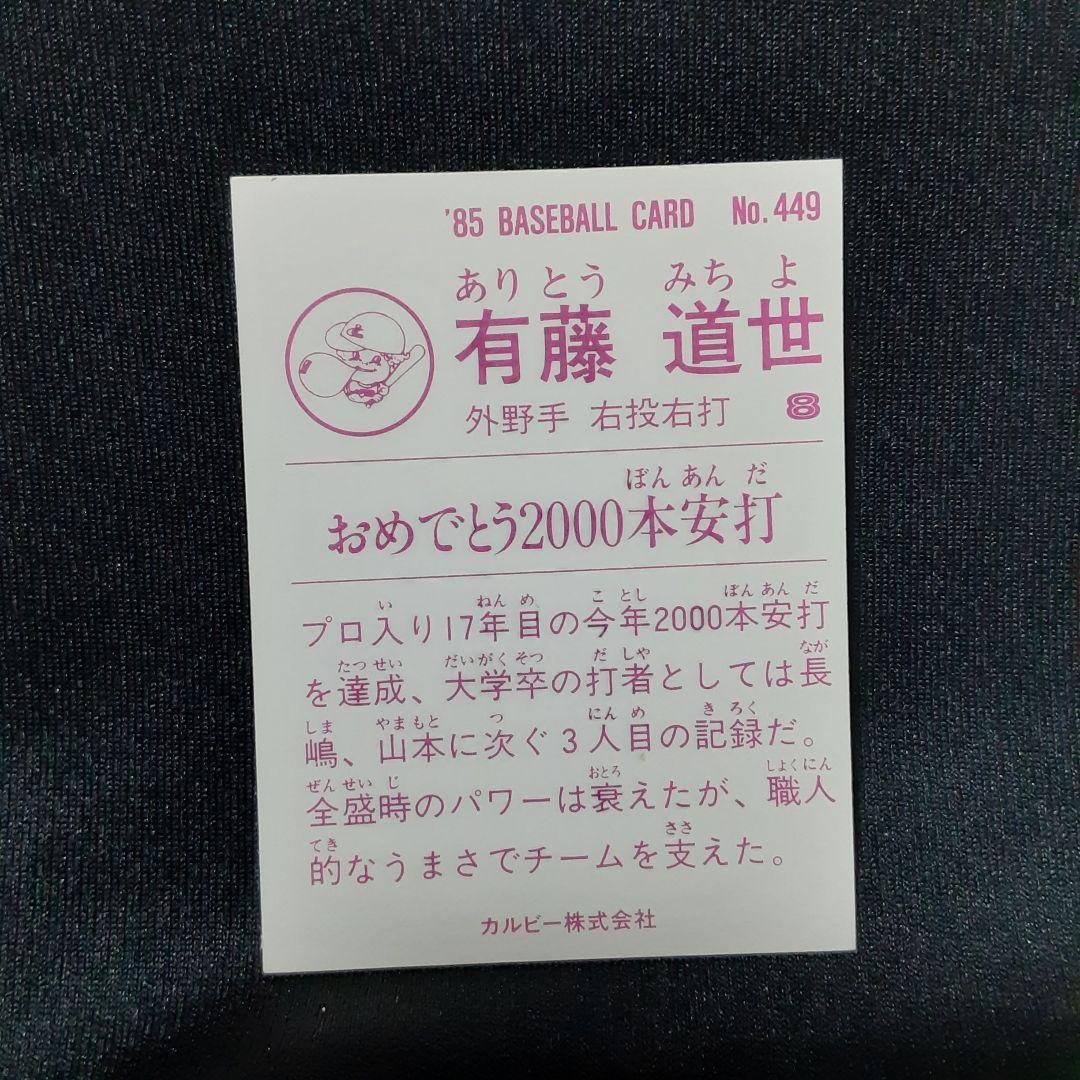 '85 BASEBALL CARD No.449
ありとう みちよ
有藤 道世
外野手 右投右打 8
ぼんあんだ
おめでとう2000本安打
い ねんめ ことし ぼんあんだ
プロ入り17年目の今年2000本安打
たっせい だいがくそつ だしゃ なが
を達成、大学卒の打者としては長
しま やまもと つ にんめ きろく
嶋、山本に次ぐ3人目の記録だ。
ぜんせいじ おとろ しょくにん
全盛時のパワーは衰えたが、職人
てき ささ
的なうまさでチームを支えた。
カルビー株式会社